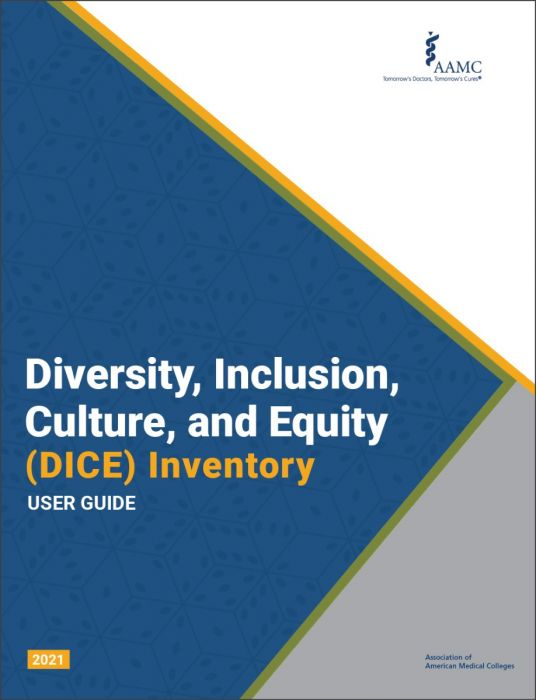 AAMC
Tomorrow's Doctors, Tomorrow's Cures®
Diversity, Inclusion,
Culture, and Equity
(DICE) Inventory
USER GUIDE
2021
Association of
American Medical Colleges